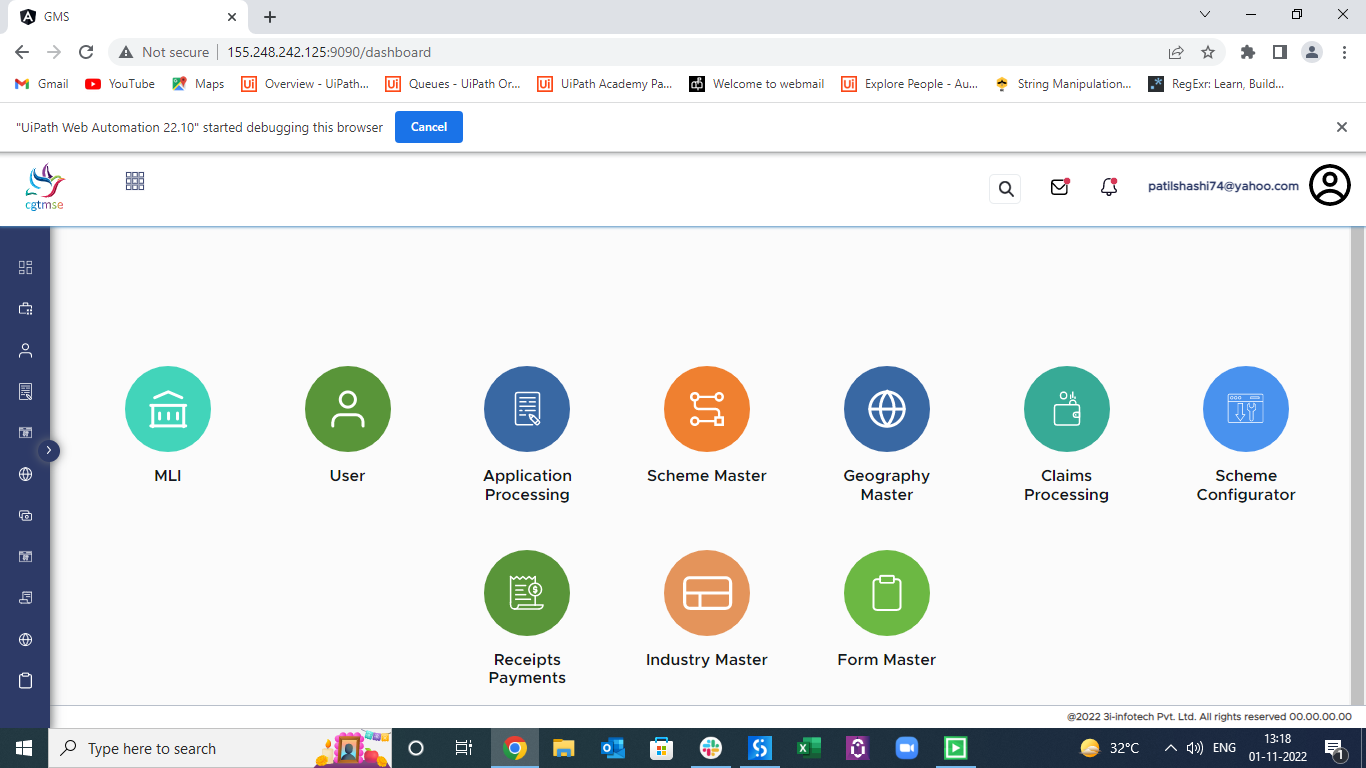 GMS
Not secure
155.248.242.125:9090/dashboard
Gmail
YouTube
Maps
Overview - UiPath...
Queues - UiPath Or...
UiPath Academy Pa...
Welcome to webmail
Explore People - Au...
String Manipulation...
RegExr: Learn, Build...
"UiPath Web Automation 22.10" started debugging this browser
Cancel
cgtmse
patilshashi74@yahoo.com
MLI
User
Application
Processing
Scheme Master
Geography
Master
Claims
Processing
Scheme
Configurator
Receipts
Payments
Industry Master
Form Master
@2022 3i-infotech Pvt. Ltd. All rights reserved 00.00.00.00
Type here to search
32°C
ENG
13:18
01-11-2022
1